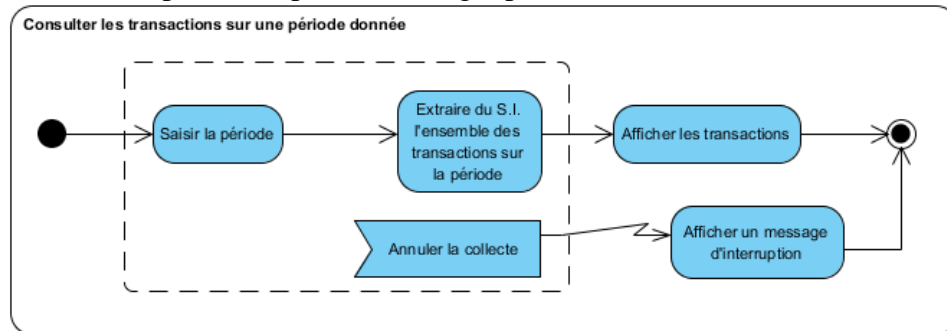 Consulter les transactions sur une période donnée
Saisir la période
Extraire du S.I.
l'ensemble des
transactions sur
la période
Afficher les transactions
Annuler la collecte
Afficher un message
d'interruption